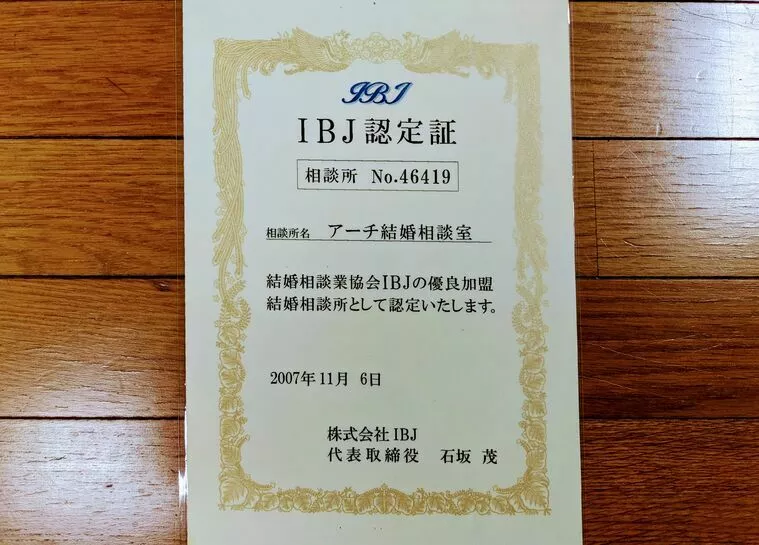 IBJ
IBJ認定証
相談所 No.46419
相談所名 アーチ結婚相談室
結婚相談業協会IBJの優良加盟
結婚相談所として認定いたします。
2007年11月 6日
株式会社IBJ
代表取締役 石坂 茂